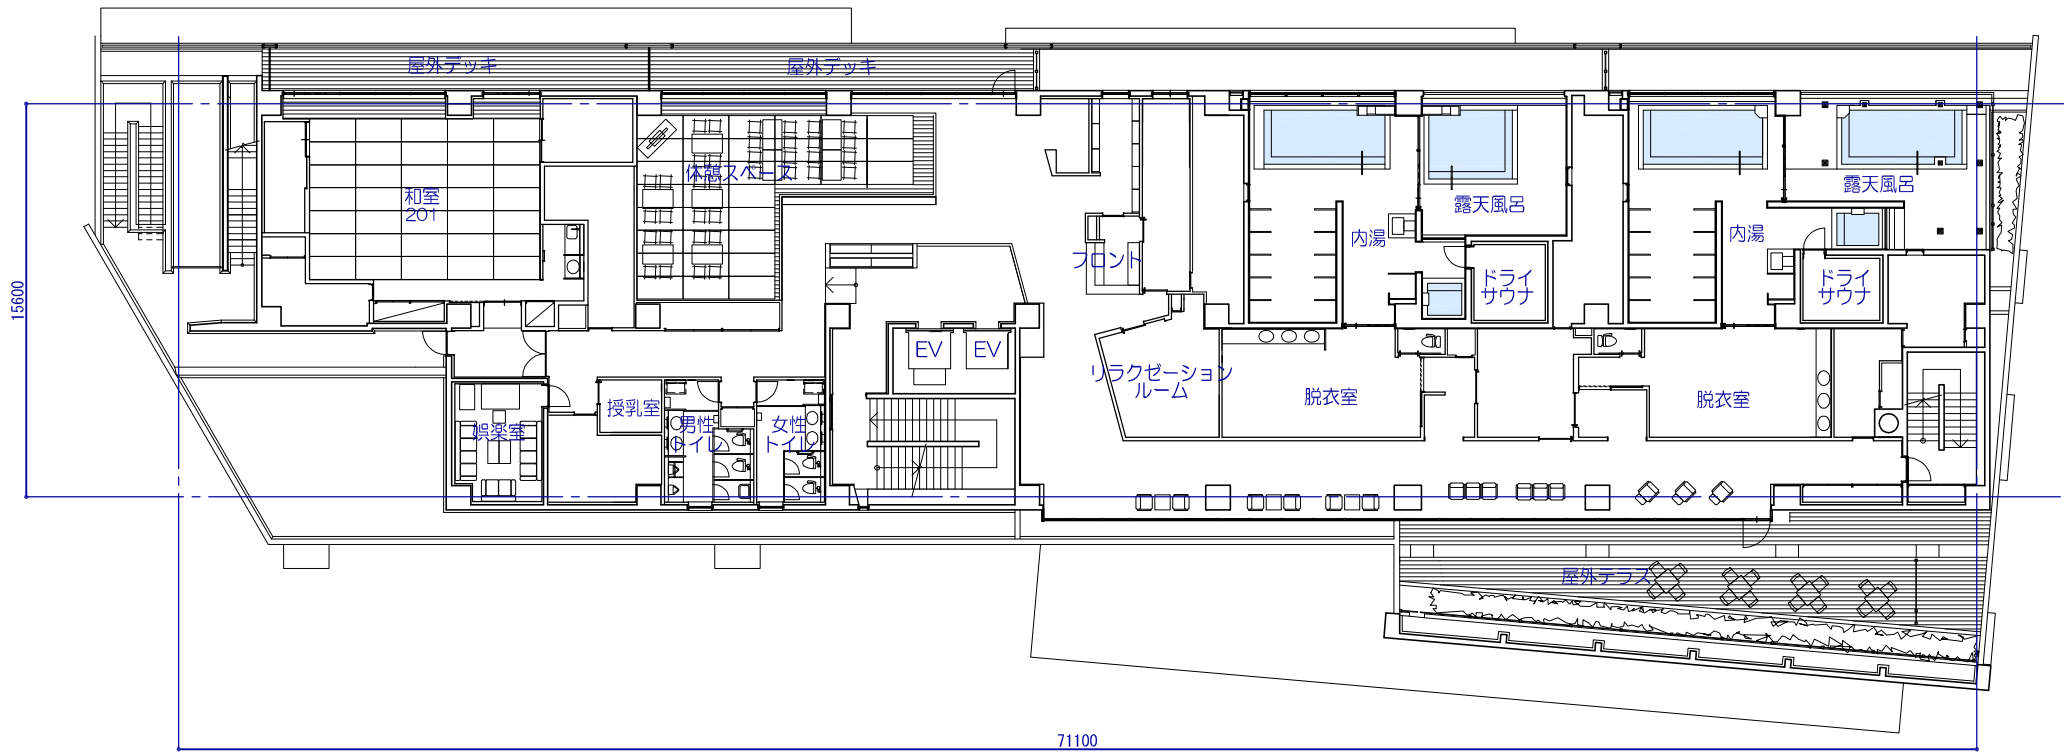 屋外デッキ
屋外デッキ
和室
201
休憩スペース
フロント
内湯
露天風呂
内湯
露天風呂
ドライ
サウナ
ドライ
サウナ
EV
EV
リラクゼーション
ルーム
脱衣室
脱衣室
娯楽室
授乳室
男性
トイレ
女性
トイレ
屋外テラス
15600
71100